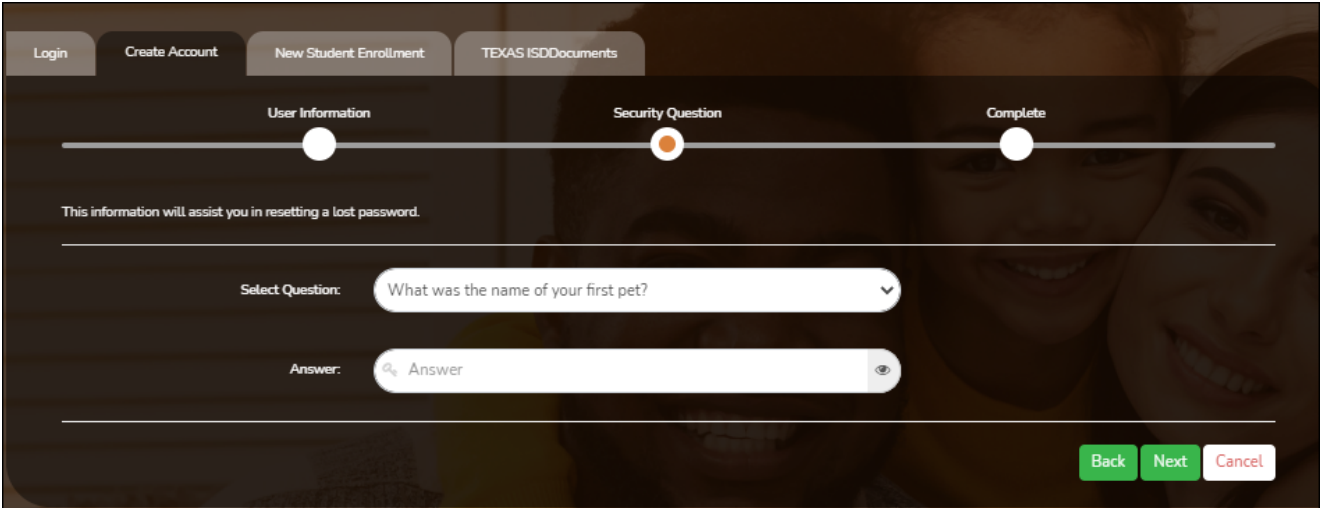 Login Create Account New Student Enrollment TEXAS ISDDocuments
User Information Security Question Complete
This information will assist you in resetting a lost password.
Select Question: What was the name of your first pet?
Answer: Answer
Back Next Cancel